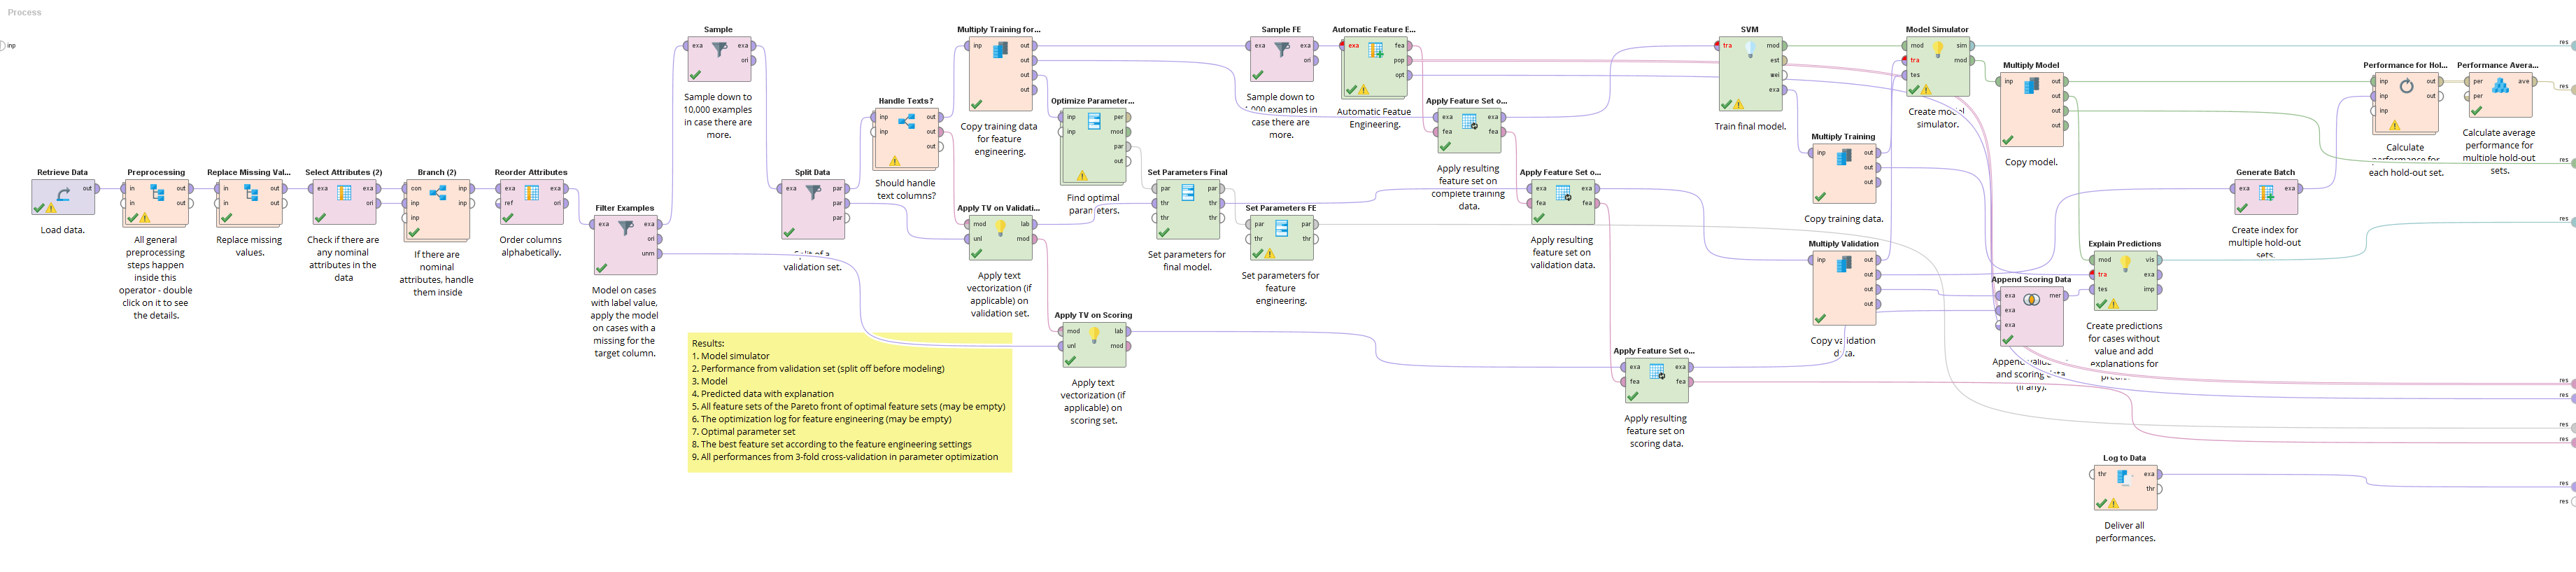 Process
inp
Retrieve Data
out
Load data.
Preprocessing
in out
in out
All general
preprocessing
steps happen
inside this
operator - double
click on it to see
the details.
Replace Missing Val...
in out
in out
Replace missing
values.
Select Attributes (2)
exa exa
ori
Check if there are
any nominal
attributes in the
data
Branch (2)
con inp
inp inp
inp
If there are
nominal
attributes, handle
them inside
Reorder Attributes
exa exa
ref ori
Order columns
alphabetically.
Filter Examples
exa exa
ori
unm
Model on cases
with label value,
apply the model
on cases with a
missing for the
target column.
Sample
exa exa
ori
Sample down to
10,000 examples
in case there are
more.
Split Data
exa par
par
par
validation set.
Handle Texts?
inp out
inp out
out
Should handle
text columns?
Multiply Training for...
inp out
out
out
out
Copy training data
for feature
engineering.
Apply TV on Validati...
mod lab
unl mod
Apply text
vectorization (if
applicable) on
validation set.
Optimize Parameter...
inp per
inp mod
par
out
Find optimal
parameters.
Apply TV on Scoring
mod lab
unl mod
Apply text
vectorization (if
applicable) on
scoring set.
Set Parameters Final
par par
thr thr
thr thr
Set parameters for
final model.
Set Parameters FE
par par
thr thr
Set parameters for
feature
engineering.
Sample FE
exa exa
ori
Sample down to
examples in
case there are
more.
Automatic Feature E...
exa fea
pop
opt
Automatic Featue
Engineering.
Apply Feature Set o...
exa exa
fea fea
Apply resulting
feature set on
complete training
data.
Apply Feature Set o...
exa exa
fea fea
Apply resulting
feature set on
validation data.
Apply Feature Set o...
exa exa
fea fea
Apply resulting
feature set on
scoring data.
SVM
tra mod
est
wei
exa
Train final model.
Multiply Training
inp out
out
out
Copy training data.
Multiply Validation
inp out
out
out
out
Copy validation
data.
Model Simulator
mod sim
tra mod
tes
Create model
simulator.
Multiply Model
inp out
out
out
out
Copy model.
Append Scoring Data
exa mer
exa
exa
and scoring data
(if any).
Explain Predictions
mod vis
tra exa
tes imp
Create predictions
for cases without
value and add
explanations for
Generate Batch
exa exa
Create index for
multiple hold-out
sets.
Performance for Hol...
inp out
inp out
inp
Calculate
performance for
each hold-out set.
Performance Avera...
per ave
per
Calculate average
performance for
multiple hold-out
sets.
Log to Data
thr exa
thr
Deliver all
performances.
res
res
res
res
res
res
res
res
res
res
Results:
1. Model simulator
2. Performance from validation set (split off before modeling)
3. Model
4. Predicted data with explanation
5. All feature sets of the Pareto front of optimal feature sets (may be empty)
6. The optimization log for feature engineering (may be empty)
7. Optimal parameter set
8. The best feature set according to the feature engineering settings
9. All performances from 3-fold cross-validation in parameter optimization